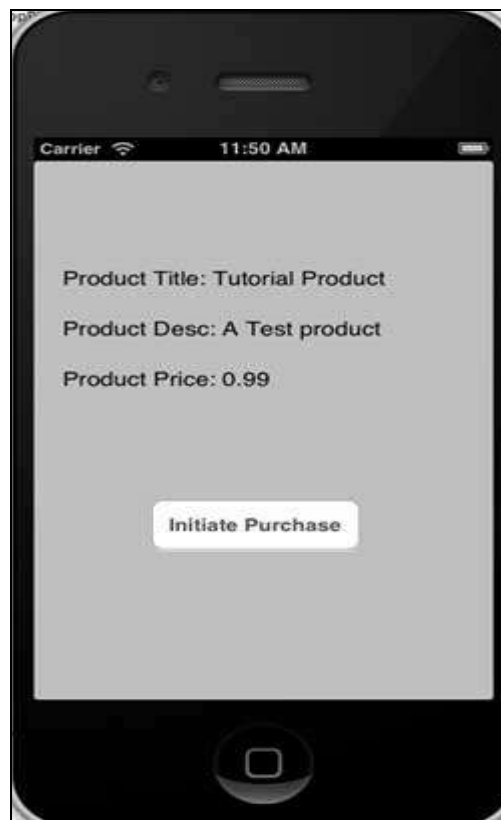 Carrier 11:50 AM
Product Title: Tutorial Product
Product Desc: A Test product
Product Price: 0.99
Initiate Purchase